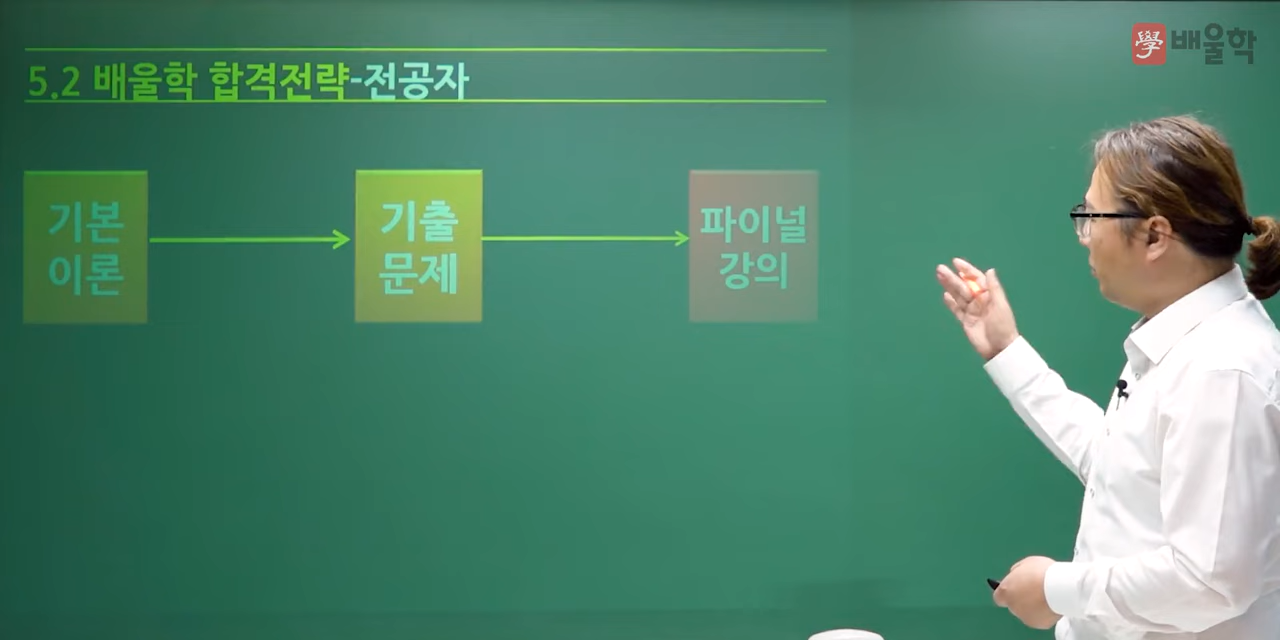 學 배울학
5.2 배울학 합격전략-전공자
기본
이론
기출
문제
파이널
강의